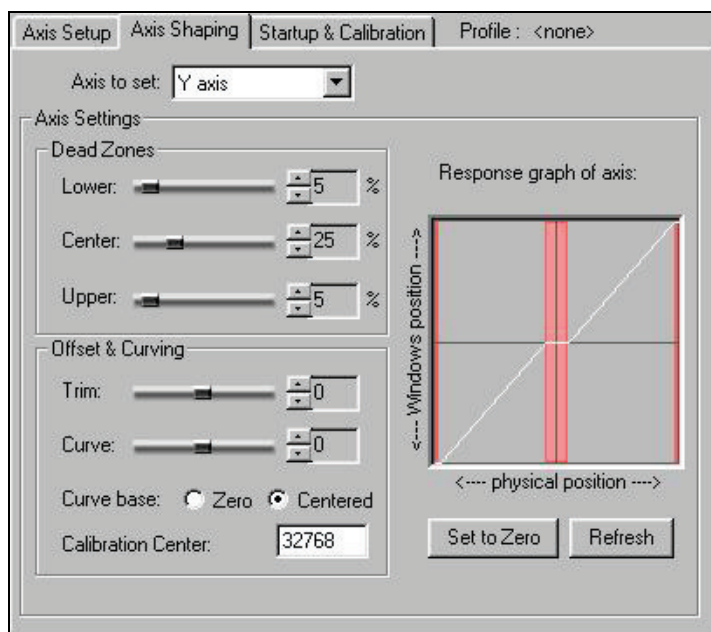 Axis Setup Axis Shaping Startup & Calibration Profile : <none>
Axis to set: Y axis
Axis Settings
Dead Zones
Lower: 5 %
Center: 25 %
Upper: 5 %
Offset & Curving
Trim: 0
Curve: 0
Curve base: Zero Centered
Calibration Center: 32768
Response graph of axis:
<--- Windows position --->
<---- physical position ---->
Set to Zero Refresh